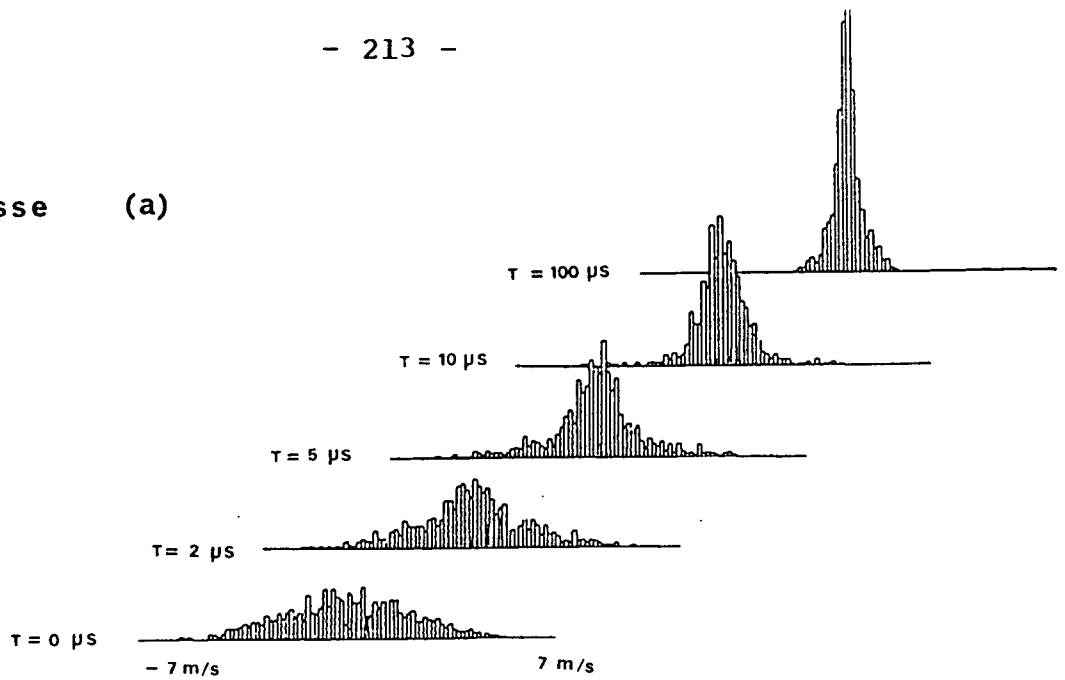 - 213 -
sse (a)
T = 100 µs
T = 10 µs
T = 5 µs
T = 2 µs
T = 0 µs
- 7 m/s 7 m/s